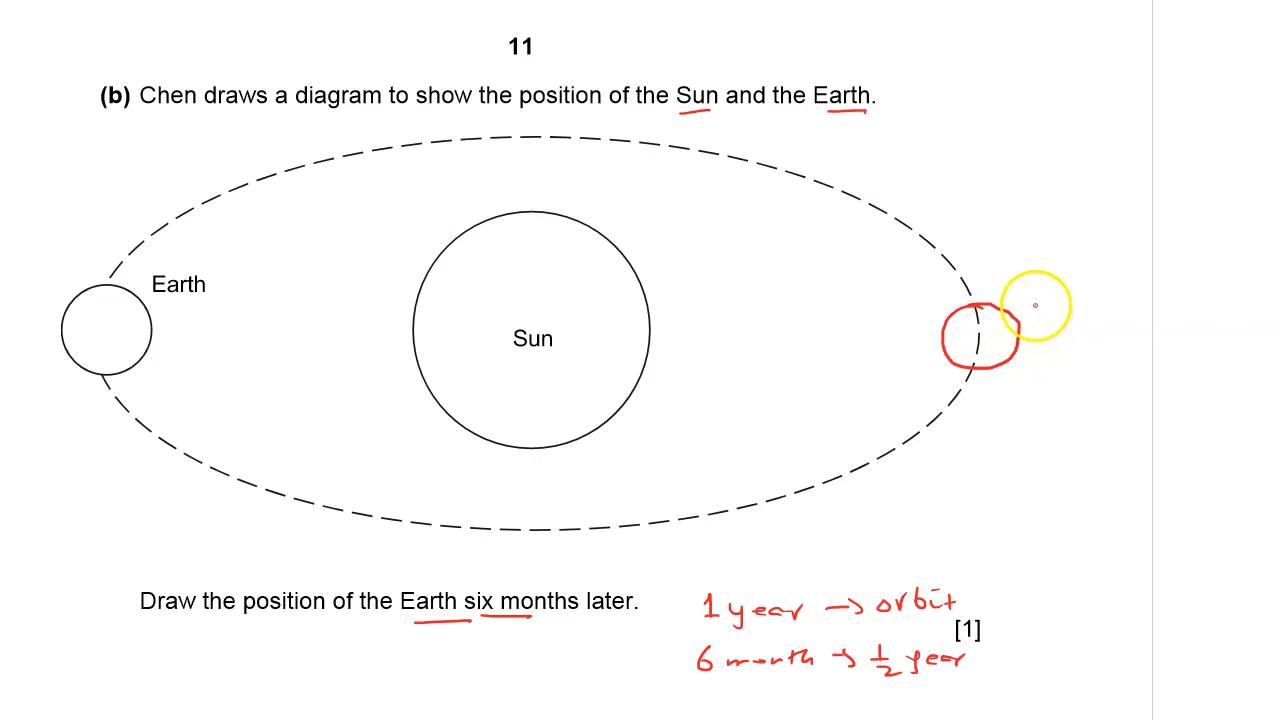 11
(b) Chen draws a diagram to show the position of the Sun and the Earth.
Earth
Sun
Draw the position of the Earth six months later.
1 year → orbit
[1]
6 month → 1/2 year